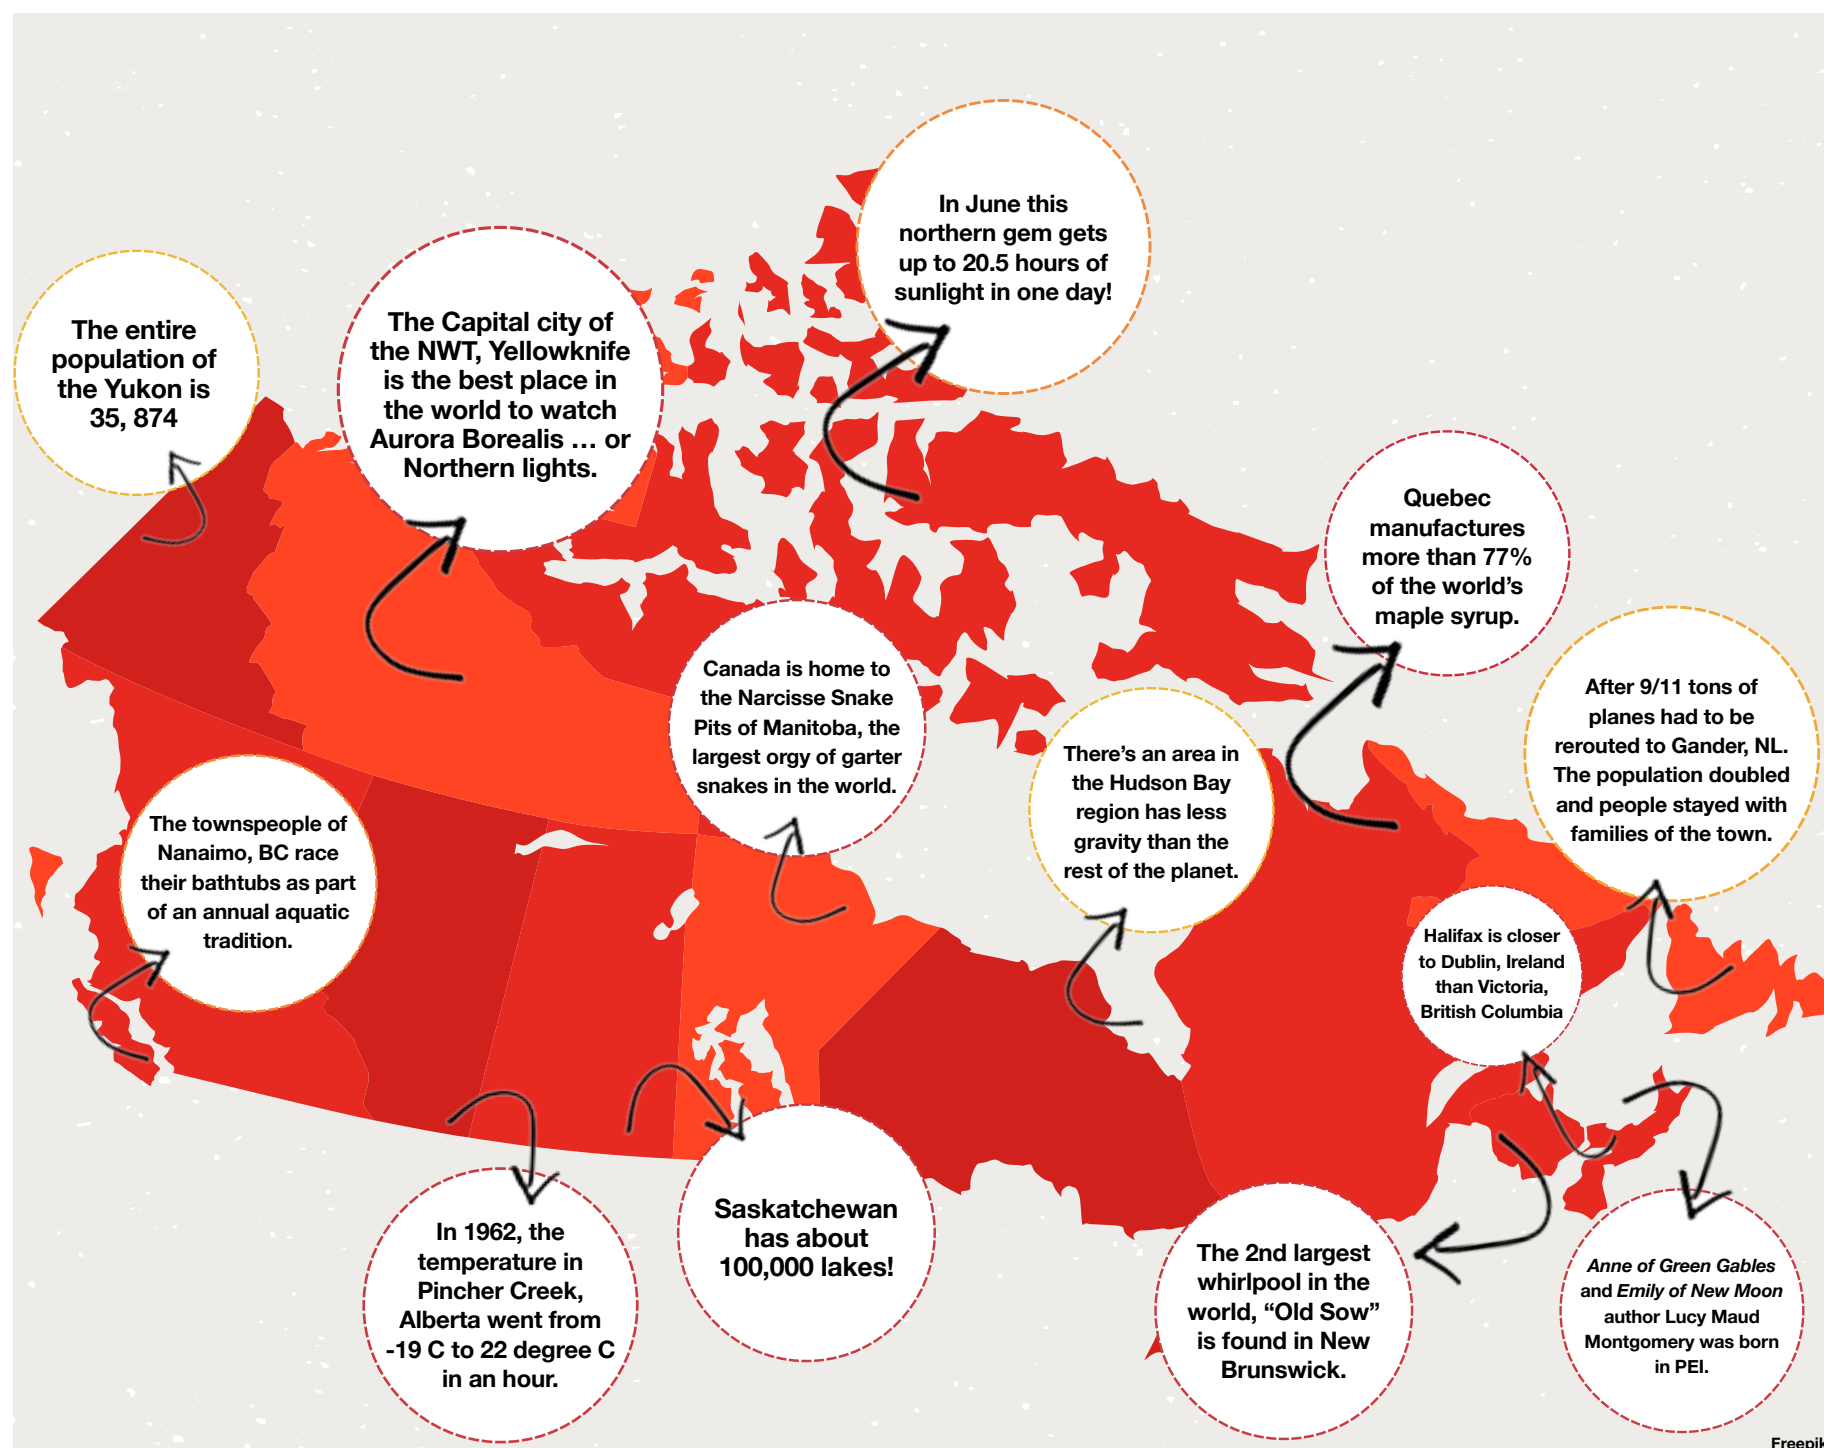 In June this
northern gem gets
up to 20.5 hours of
sunlight in one day!
The entire
population of
the Yukon is
35, 874
The Capital city of
the NWT, Yellowknife
is the best place in
the world to watch
Aurora Borealis ... or
Northern lights.
Quebec
manufactures
more than 77%
of the world’s
maple syrup.
Canada is home to
the Narcisse Snake
Pits of Manitoba, the
largest orgy of garter
snakes in the world.
There’s an area in
the Hudson Bay
region has less
gravity than the
rest of the planet.
After 9/11 tons of
planes had to be
rerouted to Gander, NL.
The population doubled
and people stayed with
families of the town.
The townspeople of
Nanaimo, BC race
their bathtubs as part
of an annual aquatic
tradition.
Halifax is closer
to Dublin, Ireland
than Victoria,
British Columbia
In 1962, the
temperature in
Pincher Creek,
Alberta went from
-19 C to 22 degree C
in an hour.
Saskatchewan
has about
100,000 lakes!
The 2nd largest
whirlpool in the
world, “Old Sow”
is found in New
Brunswick.
Anne of Green Gables
and Emily of New Moon
author Lucy Maud
Montgomery was born
in PEI.
Freepik